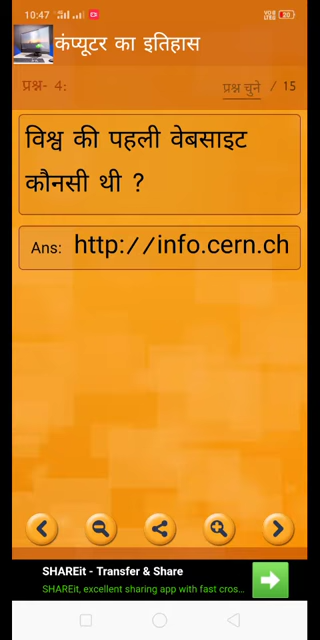 10:47
20
कंप्यूटर का इतिहास
प्रश्न- 4:
प्रश्न चुने / 15
विश्व की पहली वेबसाइट
कौनसी थी ?
Ans: http://info.cern.ch
SHAREit - Transfer & Share
SHAREit, excellent sharing app with fast cros...